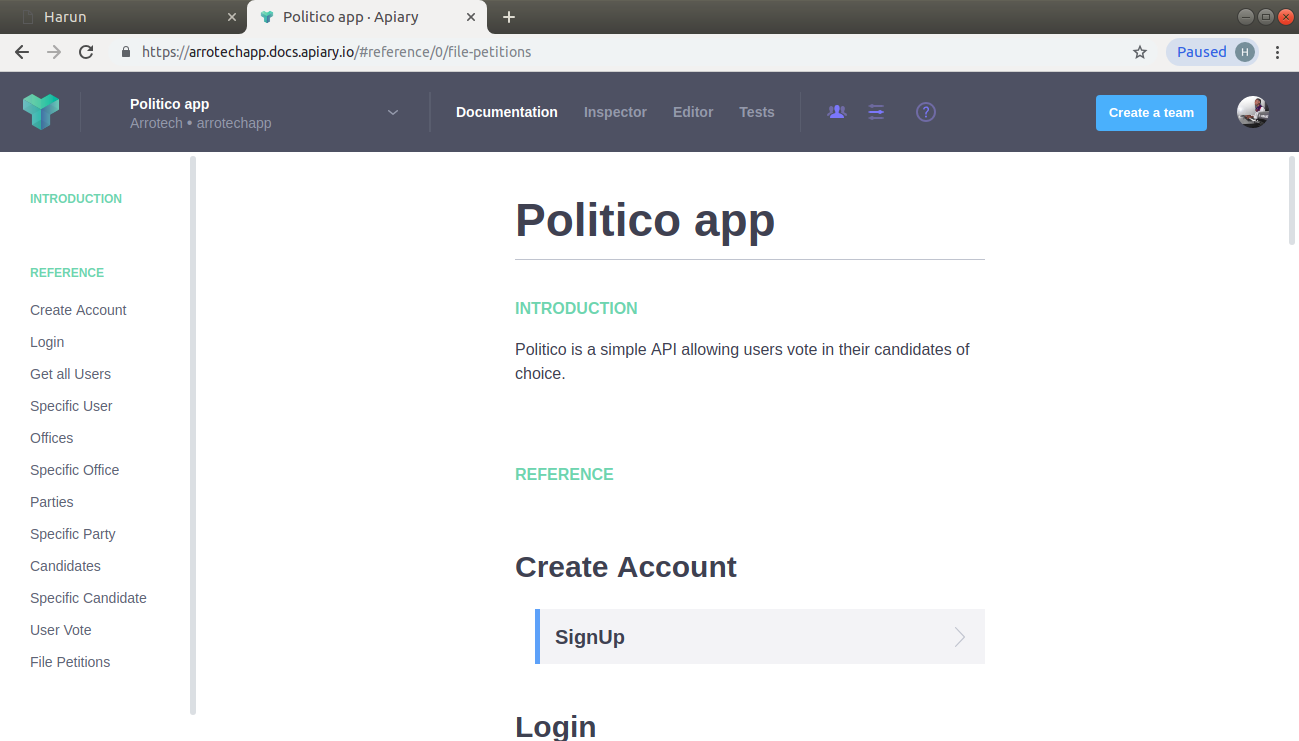 Harun
Politico app · Apiary
https://arrotechapp.docs.apiary.io/#reference/0/file-petitions
Paused H
Politico app
Arrotech • arrotechapp
Documentation Inspector Editor Tests ?
Create a team
INTRODUCTION
REFERENCE
Create Account
Login
Get all Users
Specific User
Offices
Specific Office
Parties
Specific Party
Candidates
Specific Candidate
User Vote
File Petitions
Politico app
INTRODUCTION
Politico is a simple API allowing users vote in their candidates of
choice.
REFERENCE
Create Account
SignUp
Login